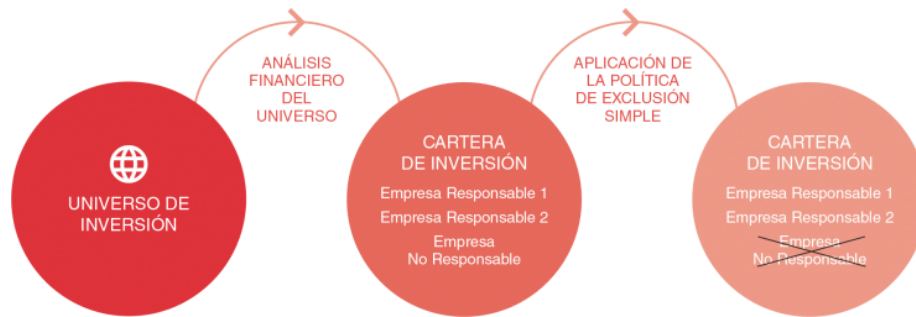 UNIVERSO DE
INVERSIÓN
ANÁLISIS
FINANCIERO
DEL
UNIVERSO
CARTERA
DE INVERSIÓN
Empresa Responsable 1
Empresa Responsable 2
Empresa
No Responsable
APLICACIÓN DE
LA POLÍTICA
DE EXCLUSIÓN
SIMPLE
CARTERA
DE INVERSIÓN
Empresa Responsable 1
Empresa Responsable 2
Empresa
No Responsable